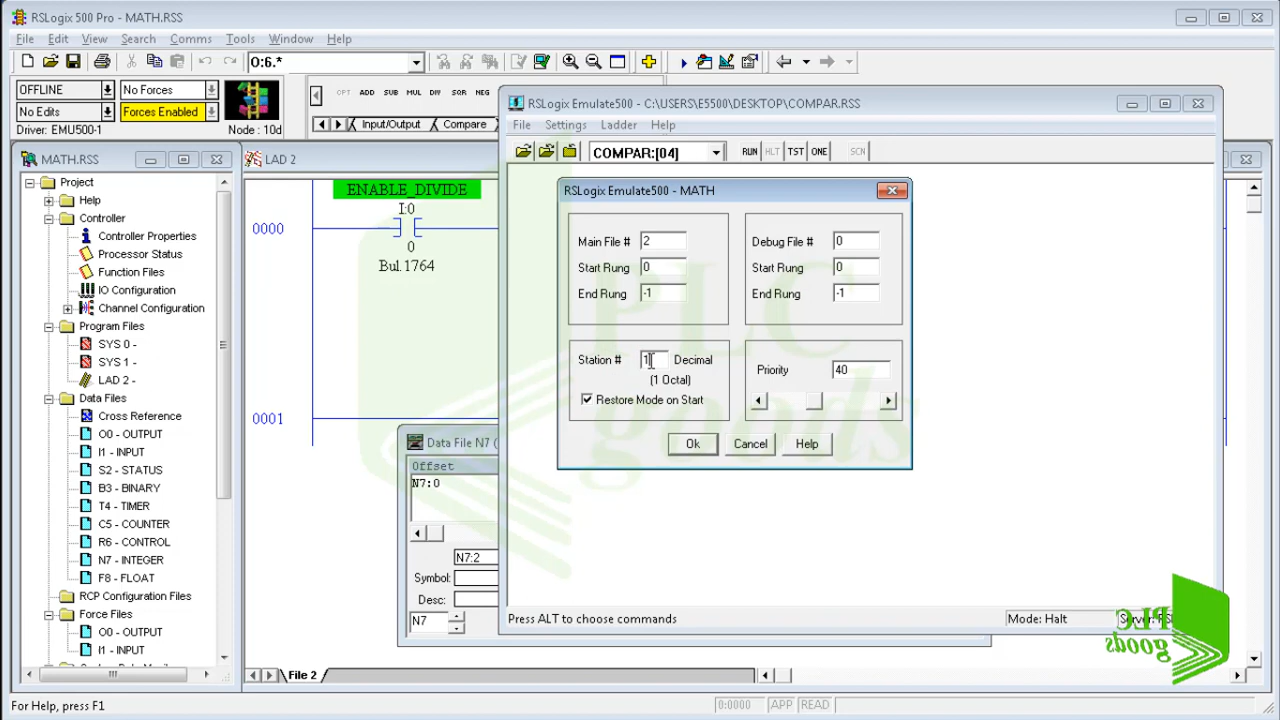 RSLogix 500 Pro - MATH.RSS
File Edit View Search Comms Tools Window Help
O:6.*
OFFLINE No Forces
No Edits Forces Enabled
Driver: EMU500-1 Node : 10d
OPT ADD SUB MUL DIV SQR NEG
Input/Output Compare
MATH.RSS
Project
Help
Controller
Controller Properties
Processor Status
Function Files
IO Configuration
Channel Configuration
Program Files
SYS 0 -
SYS 1 -
LAD 2 -
Data Files
Cross Reference
O0 - OUTPUT
I1 - INPUT
S2 - STATUS
B3 - BINARY
T4 - TIMER
C5 - COUNTER
R6 - CONTROL
N7 - INTEGER
F8 - FLOAT
RCP Configuration Files
Force Files
O0 - OUTPUT
I1 - INPUT
LAD 2
ENABLE_DIVIDE
I:0
0000
0
Bul.1764
0001
Data File N7 (
Offset
N7:0
N7:2
Symbol:
Desc:
N7
File 2
RSLogix Emulate500 - C:\USERS\E5500\DESKTOP\COMPAR.RSS
File Settings Ladder Help
COMPAR:[04] RUN HLT TST ONE SCN
RSLogix Emulate500 - MATH
Main File # 2
Start Rung 0
End Rung -1
Debug File # 0
Start Rung 0
End Rung -1
Station # 1 Decimal
(1 Octal)
Restore Mode on Start
Priority 40
Ok Cancel Help
Press ALT to choose commands Mode: Halt
PLC
goods
PLC
goods
For Help, press F1 0:0000 APP READ